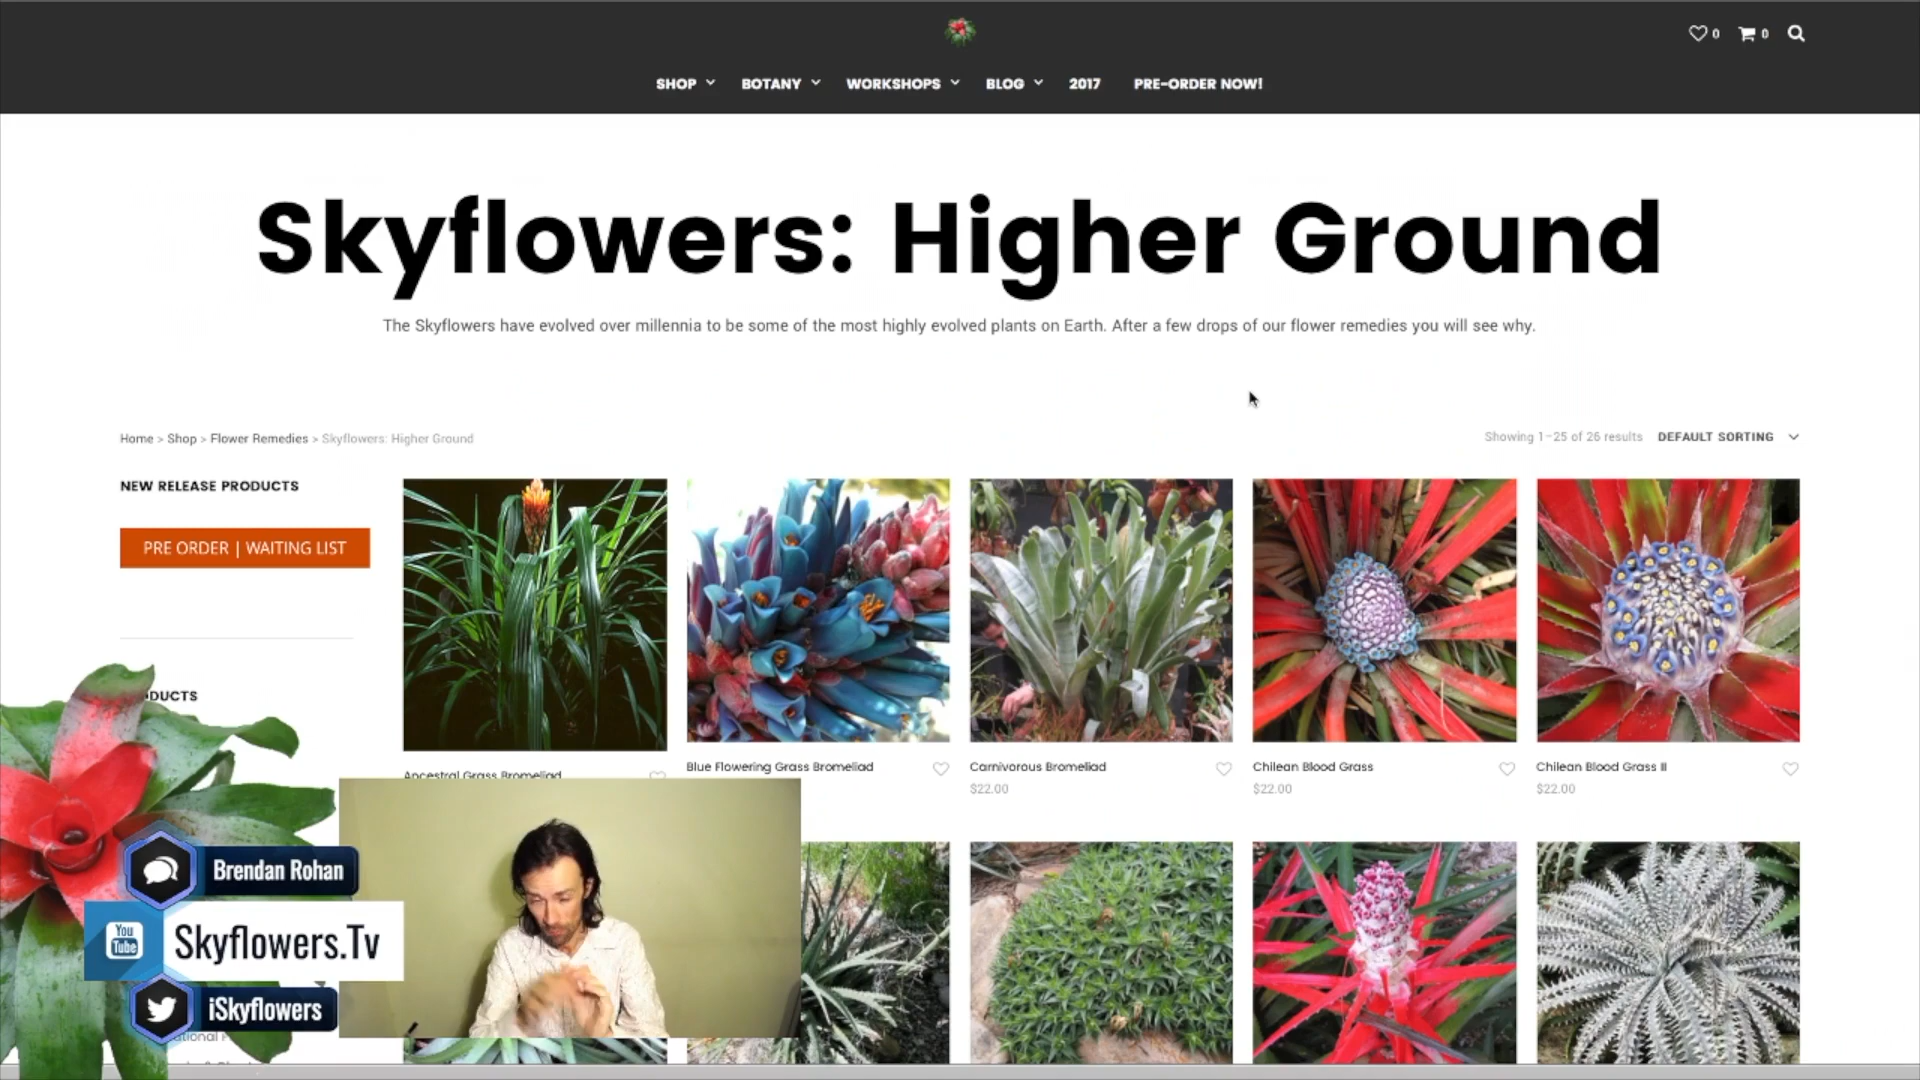 0
0
SHOP
BOTANY
WORKSHOPS
BLOG
2017
PRE-ORDER NOW!
Skyflowers: Higher Ground
The Skyflowers have evolved over millennia to be some of the most highly evolved plants on Earth. After a few drops of our flower remedies you will see why.
Home > Shop > Flower Remedies > Skyflowers: Higher Ground
Showing 1–25 of 26 results
DEFAULT SORTING
NEW RELEASE PRODUCTS
PRE ORDER | WAITING LIST
Ancestral Grass Bromeliad
Blue Flowering Grass Bromeliad
Carnivorous Bromeliad
$22.00
Chilean Blood Grass
$22.00
Chilean Blood Grass II
$22.00
Brendan Rohan
You Tube
Skyflowers.Tv
iSkyflowers